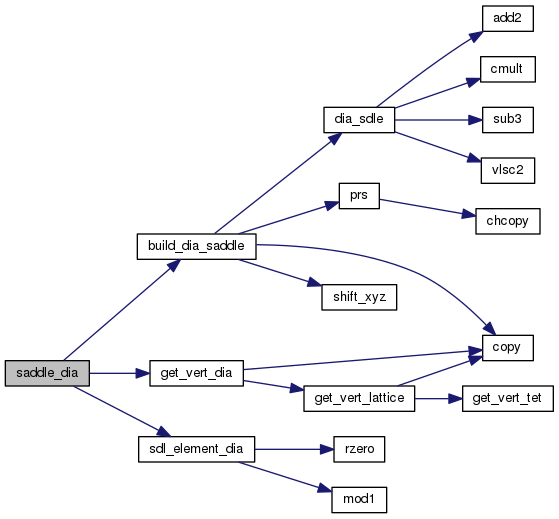 add2
cmult
dia_sdle
sub3
vlsc2
prs
chcopy
build_dia_saddle
shift_xyz
copy
saddle_dia
get_vert_dia
get_vert_lattice
get_vert_tet
sdl_element_dia
rzero
mod1